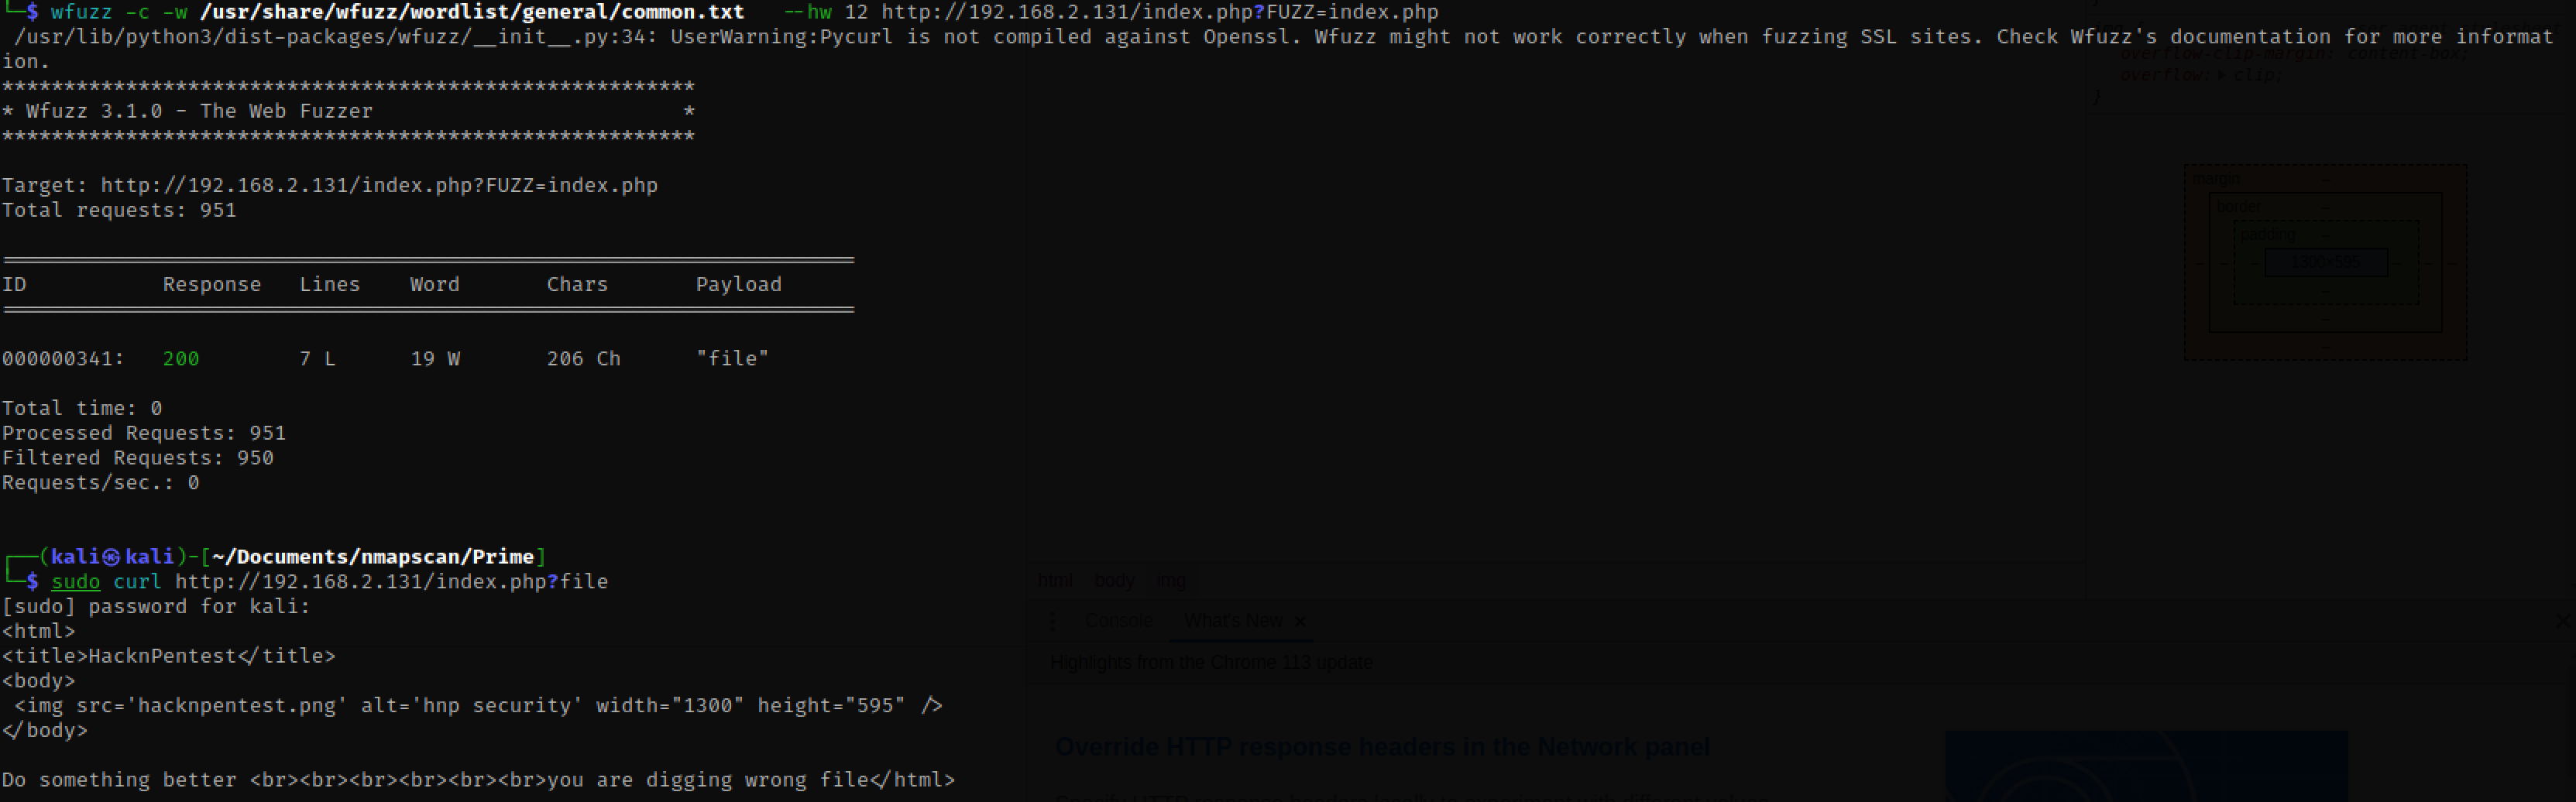 └─$ wfuzz -c -w /usr/share/wfuzz/wordlist/general/common.txt --hw 12 http://192.168.2.131/index.php?FUZZ=index.php
/usr/lib/python3/dist-packages/wfuzz/__init__.py:34: UserWarning:Pycurl is not compiled against Openssl. Wfuzz might not work correctly when fuzzing SSL sites. Check Wfuzz's documentation for more informat
ion.
********************************************************
* Wfuzz 3.1.0 - The Web Fuzzer                         *
********************************************************
Target: http://192.168.2.131/index.php?FUZZ=index.php
Total requests: 951
=====================================================================
ID           Response   Lines    Word       Chars       Payload
=====================================================================
000000341:   200        7 L      19 W       206 Ch      "file"
Total time: 0
Processed Requests: 951
Filtered Requests: 950
Requests/sec.: 0
┌──(kali㉿kali)-[~/Documents/nmapscan/Prime]
└─$ sudo curl http://192.168.2.131/index.php?file
[sudo] password for kali:
<html>
<title>HacknPentest</title>
<body>
<img src='hacknpentest.png' alt='hnp security' width="1300" height="595" />
</body>
Do something better <br><br><br><br><br><br>you are digging wrong file</html>
overflow-clip-margin: content-box;
overflow: clip;
}
margin
border
padding
1300×595
html body img
Console What's New ×
Highlights from the Chrome 113 update
Override HTTP response headers in the Network panel